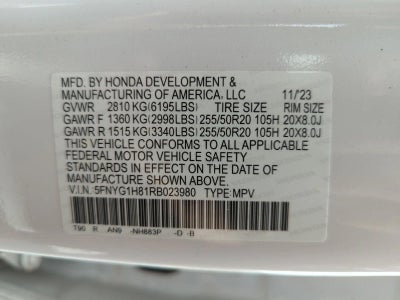 MFD. BY HONDA DEVELOPMENT &
MANUFACTURING OF AMERICA, LLC 11/'23
GVWR 2810 KG(6195LBS) TIRE SIZE RIM SIZE
GAWR F 1360 KG(2998LBS) 255/50R20 105H 20X8.0J
GAWR R 1515 KG(3340LBS) 255/50R20 105H 20X8.0J
THIS VEHICLE CONFORMS TO ALL APPLICABLE
FEDERAL MOTOR VEHICLE SAFETY
STANDARDS IN EFFECT ON THE DATE OF
MANUFACTURE SHOWN ABOVE.
V.I.N.: 5FNYG1H81RB023980 TYPE:MPV
T90 R AN9 -NH883P -D -B